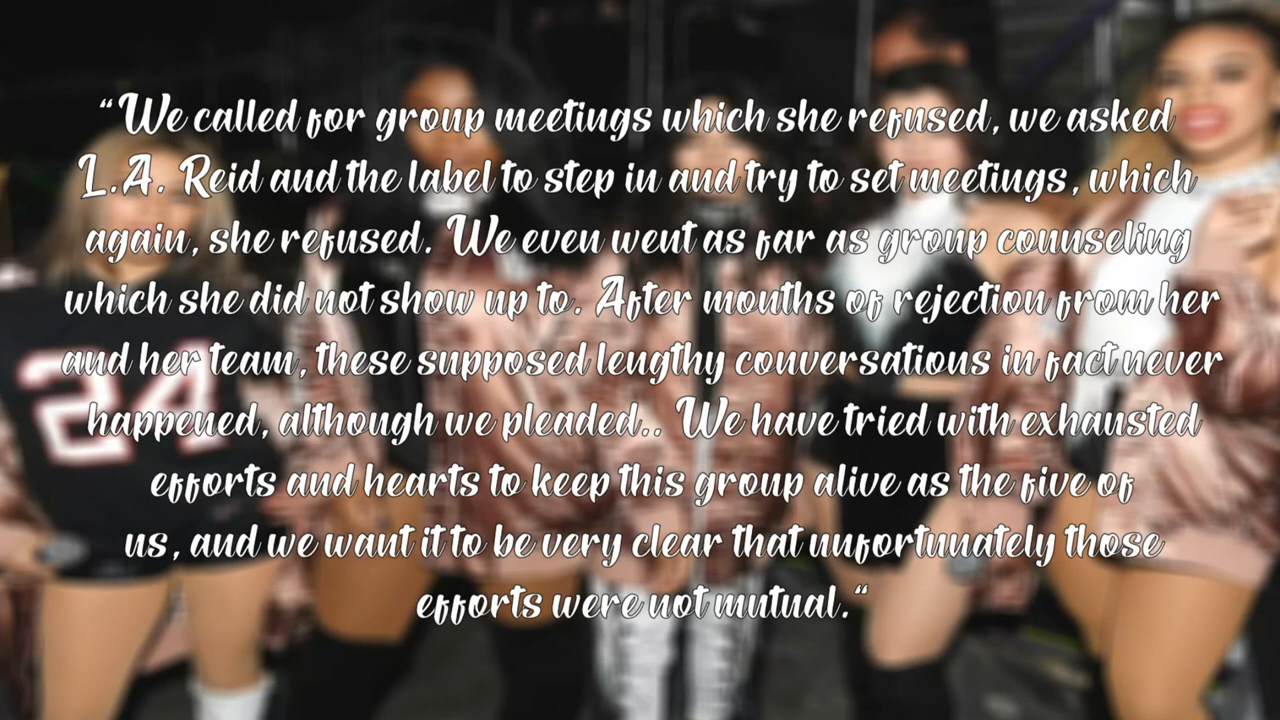 “We called for group meetings which she refused, we asked
L.A. Reid and the label to step in and try to set meetings, which
again, she refused. We even went as far as group counseling
which she did not show up to. After months of rejection from her
and her team, these supposed lengthy conversations in fact never
happened, although we pleaded.. We have tried with exhausted
efforts and hearts to keep this group alive as the five of
us, and we want it to be very clear that unfortunately those
efforts were not mutual.“
24